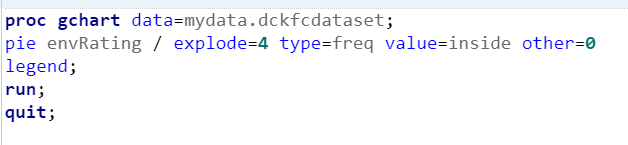 proc gchart data=mydata.dckfcdataset;
pie envRating / explode=4 type=freq value=inside other=0
legend;
run;
quit;